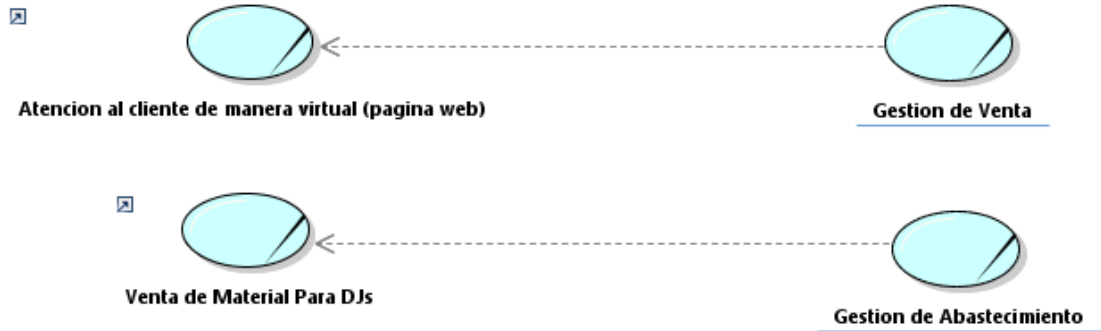 Atencion al cliente de manera virtual (pagina web)
Gestion de Venta
Venta de Material Para DJs
Gestion de Abastecimiento